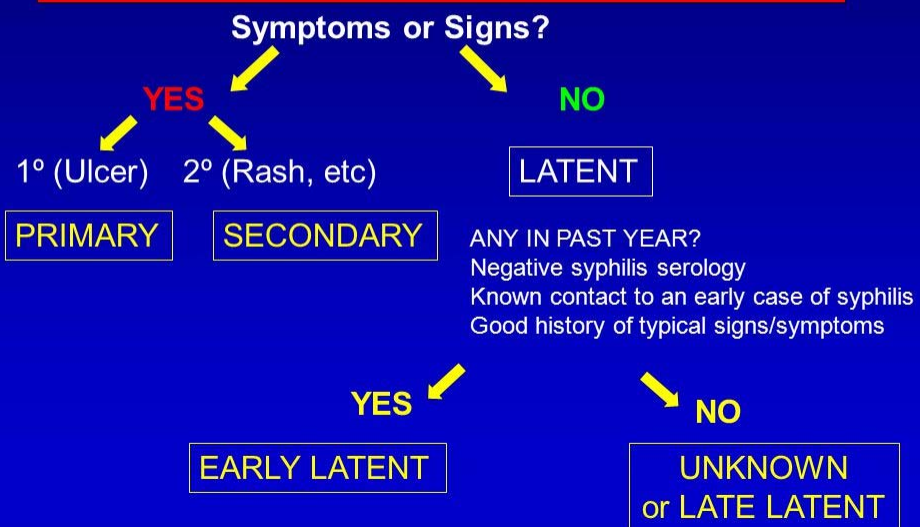 Symptoms or Signs?
YES
NO
1º (Ulcer)
2º (Rash, etc)
LATENT
PRIMARY
SECONDARY
ANY IN PAST YEAR?
Negative syphilis serology
Known contact to an early case of syphilis
Good history of typical signs/symptoms
YES
NO
EARLY LATENT
UNKNOWN
or LATE LATENT